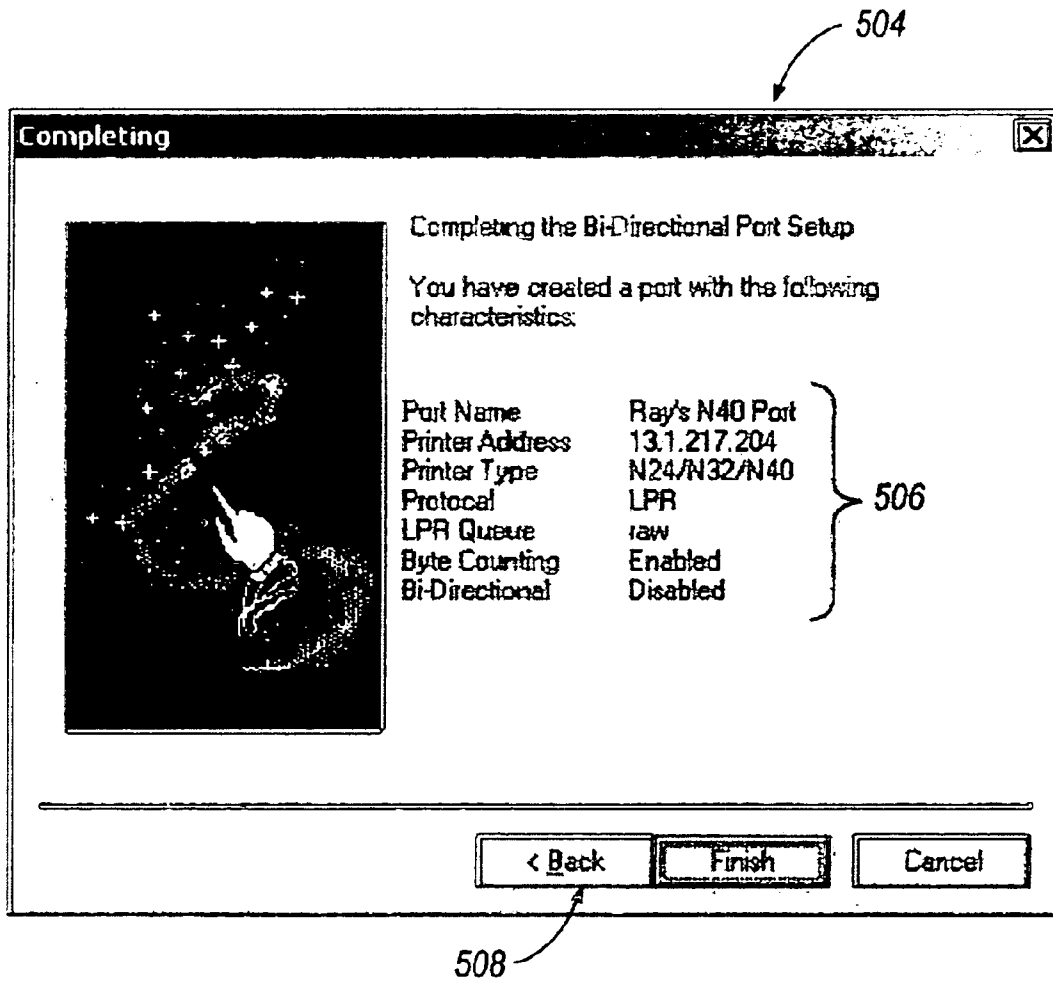 504
Completing
Completing the Bi-Directional Port Setup
You have created a port with the following
characteristics:
Port Name Ray's N40 Port
Printer Address 13.1.217.204
Printer Type N24/N32/N40
Protocal LPR
LPR Queue raw
Byte Counting Enabled
Bi-Directional Disabled
506
< Back Finish Cancel
508